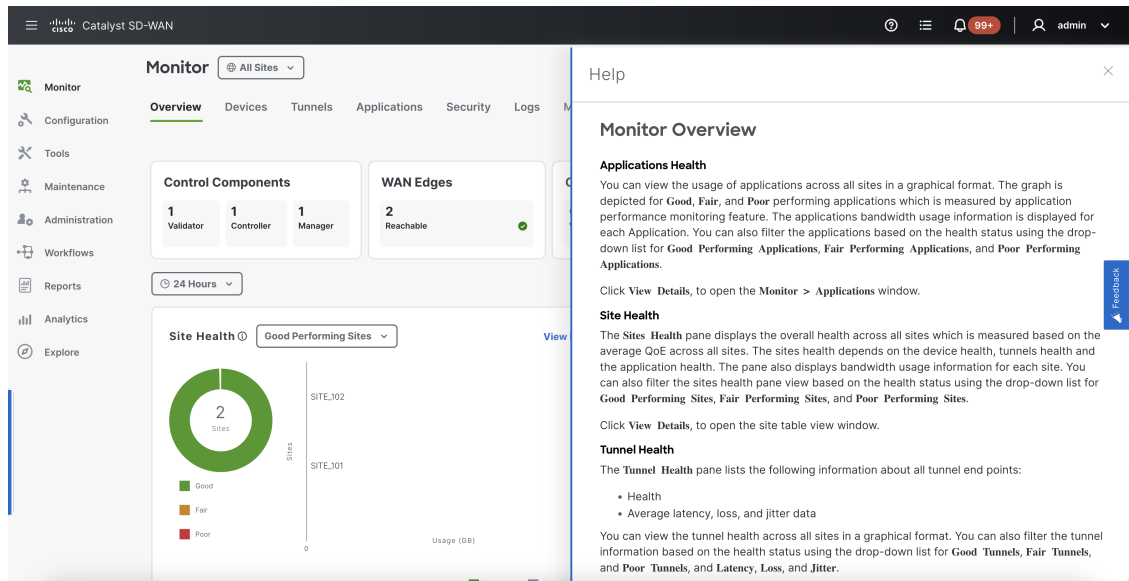 cisco Catalyst SD-WAN
99+
admin
Monitor
Configuration
Tools
Maintenance
Administration
Workflows
Reports
Analytics
Explore
Monitor
All Sites
Overview Devices Tunnels Applications Security Logs
Control Components
1
Validator
1
Controller
1
Manager
WAN Edges
2
Reachable
24 Hours
Site Health
Good Performing Sites
View
2
Sites
Good
Fair
Poor
Sites
SITE_102
SITE_101
0
Usage (GB)
Help
Monitor Overview
Applications Health
You can view the usage of applications across all sites in a graphical format. The graph is
depicted for Good, Fair, and Poor performing applications which is measured by application
performance monitoring feature. The applications bandwidth usage information is displayed for
each Application. You can also filter the applications based on the health status using the drop-
down list for Good Performing Applications, Fair Performing Applications, and Poor Performing
Applications.
Click View Details, to open the Monitor > Applications window.
Site Health
The Sites Health pane displays the overall health across all sites which is measured based on the
average QoE across all sites. The sites health depends on the device health, tunnels health and
the application health. The pane also displays bandwidth usage information for each site. You
can also filter the sites health pane view based on the health status using the drop-down list for
Good Performing Sites, Fair Performing Sites, and Poor Performing Sites.
Click View Details, to open the site table view window.
Tunnel Health
The Tunnel Health pane lists the following information about all tunnel end points:
• Health
• Average latency, loss, and jitter data
You can view the tunnel health across all sites in a graphical format. You can also filter the tunnel
information based on the health status using the drop-down list for Good Tunnels, Fair Tunnels,
and Poor Tunnels, and Latency, Loss, and Jitter.
Feedback